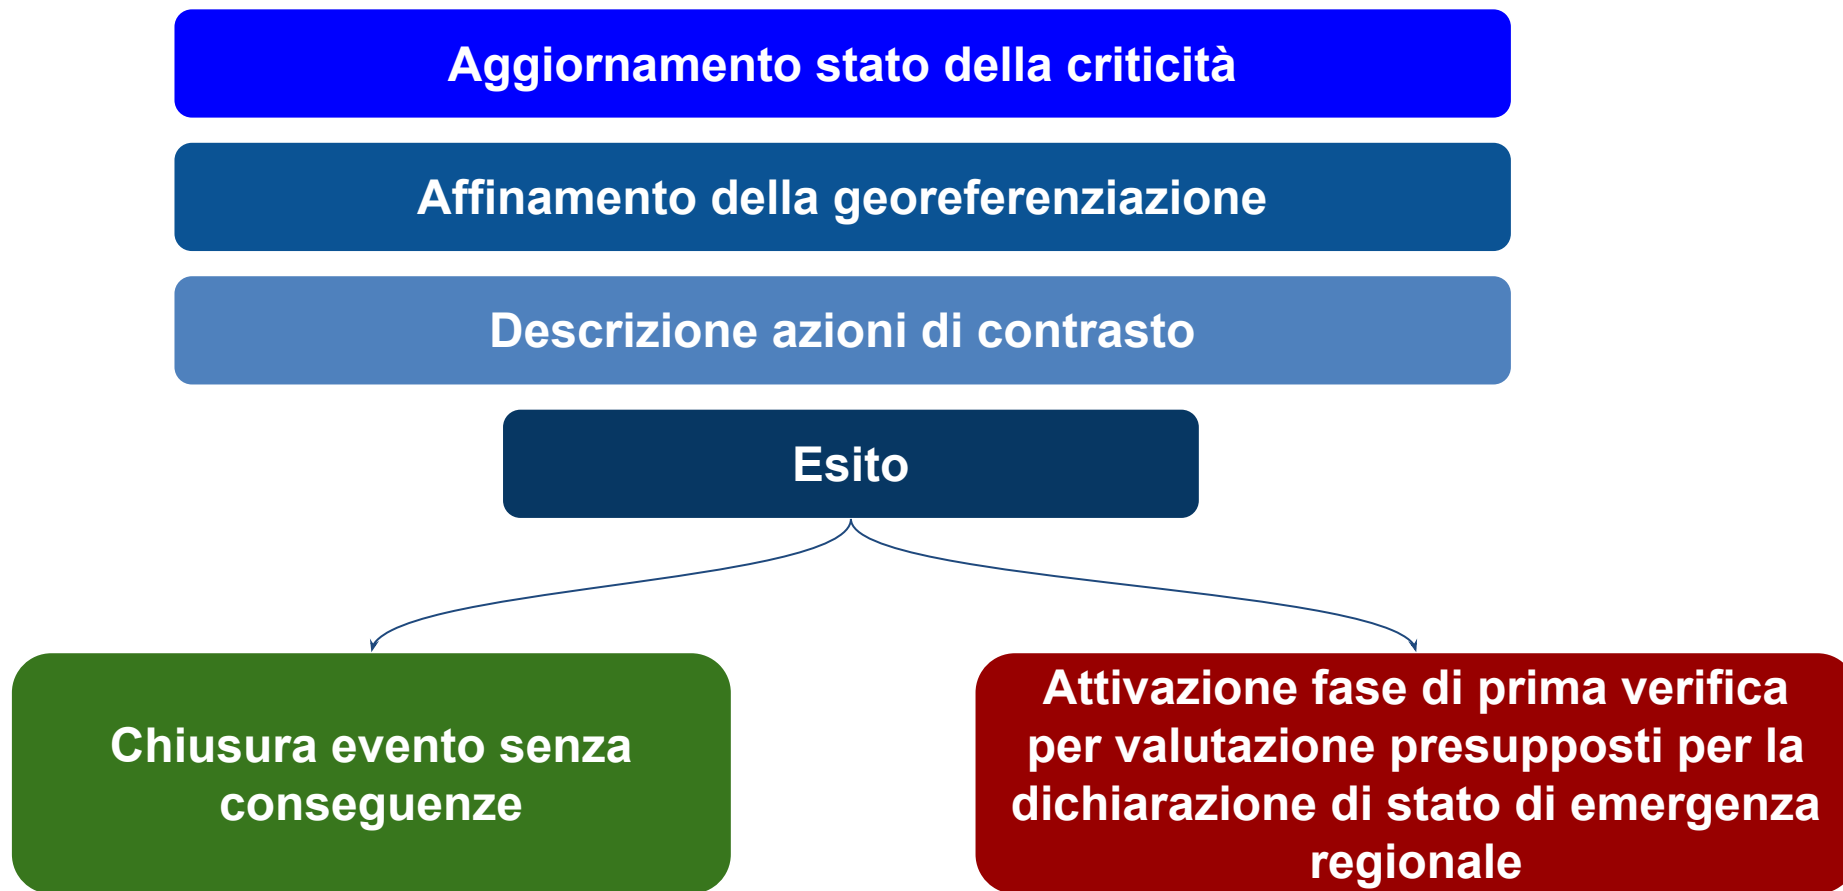 Aggiornamento stato della criticità
Affinamento della georeferenziazione
Descrizione azioni di contrasto
Esito
Chiusura evento senza
conseguenze
Attivazione fase di prima verifica
per valutazione presupposti per la
dichiarazione di stato di emergenza
regionale